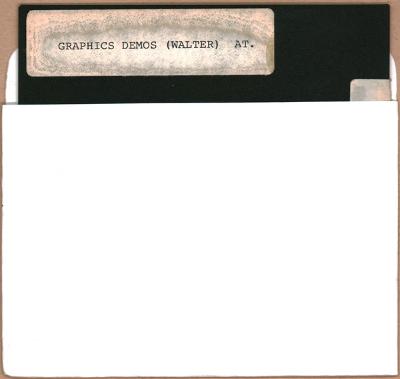 GRAPHICS DEMOS (WALTER) AT.